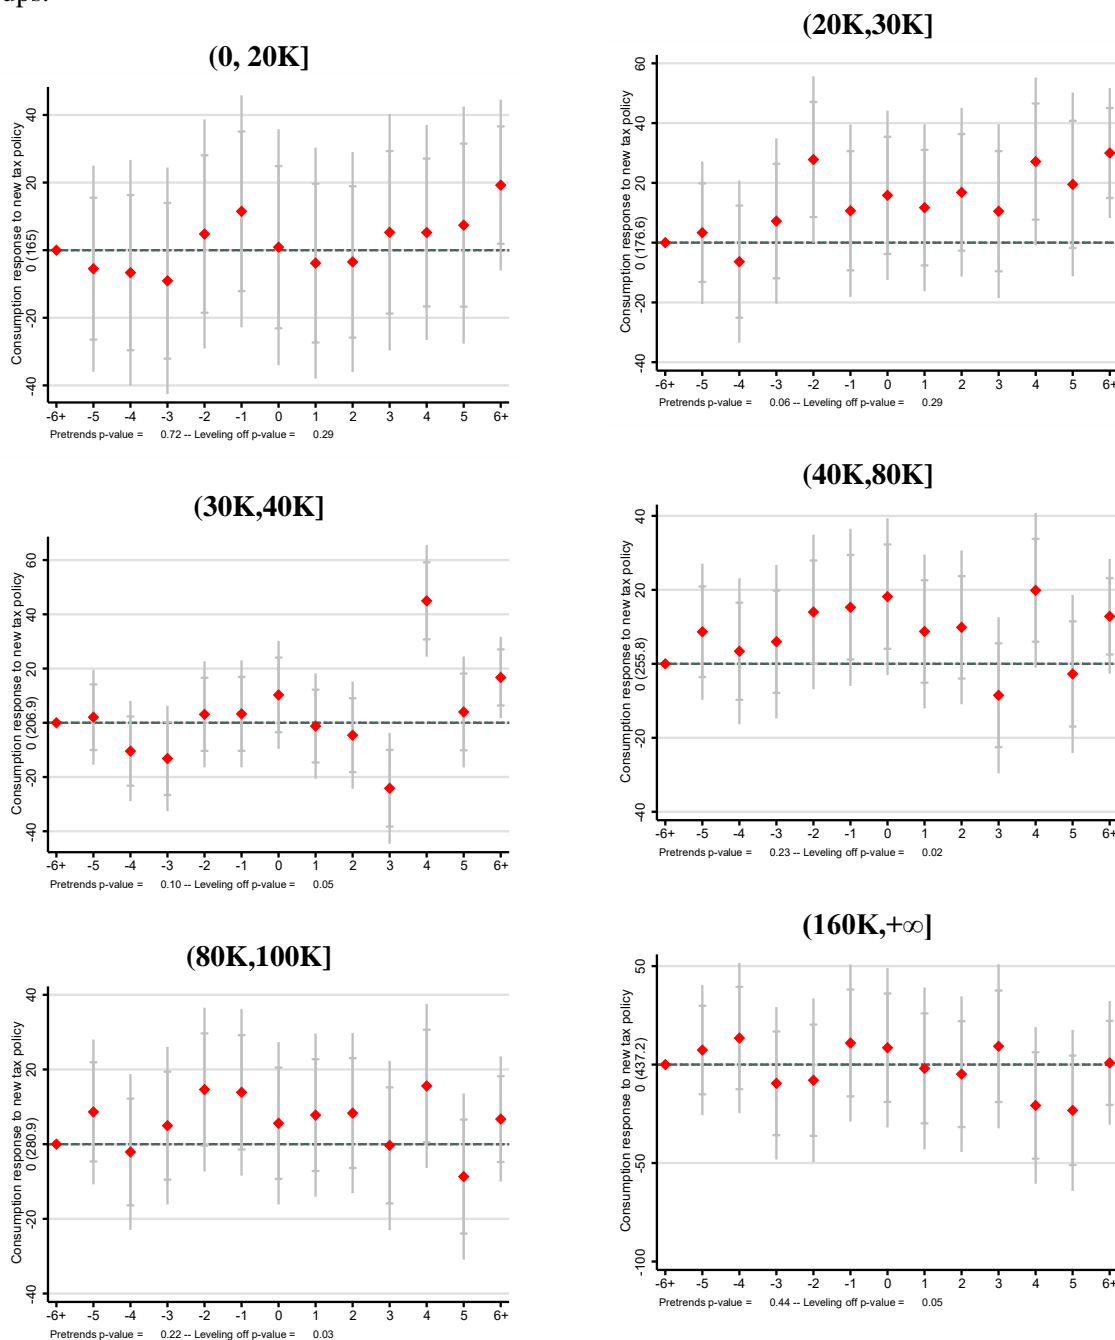 ups.
(0, 20K]
Consumption response to new tax policy
40
20
0 (165)
-20
-40
-6+ -5 -4 -3 -2 -1 0 1 2 3 4 5 6+
Pretrends p-value = 0.72 -- Leveling off p-value = 0.29
(20K,30K]
Consumption response to new tax policy
60
40
20
0 (176.6)
-20
-40
-6+ -5 -4 -3 -2 -1 0 1 2 3 4 5 6+
Pretrends p-value = 0.06 -- Leveling off p-value = 0.29
(30K,40K]
Consumption response to new tax policy
60
40
20
0 (206.9)
-20
-40
-6+ -5 -4 -3 -2 -1 0 1 2 3 4 5 6+
Pretrends p-value = 0.10 -- Leveling off p-value = 0.05
(40K,80K]
Consumption response to new tax policy
40
20
0 (255.8)
-20
-40
-6+ -5 -4 -3 -2 -1 0 1 2 3 4 5 6+
Pretrends p-value = 0.23 -- Leveling off p-value = 0.02
(80K,100K]
Consumption response to new tax policy
40
20
0 (280.9)
-20
-40
-6+ -5 -4 -3 -2 -1 0 1 2 3 4 5 6+
Pretrends p-value = 0.22 -- Leveling off p-value = 0.03
(160K,+∞]
Consumption response to new tax policy
50
0 (437.2)
-50
-100
-6+ -5 -4 -3 -2 -1 0 1 2 3 4 5 6+
Pretrends p-value = 0.44 -- Leveling off p-value = 0.05